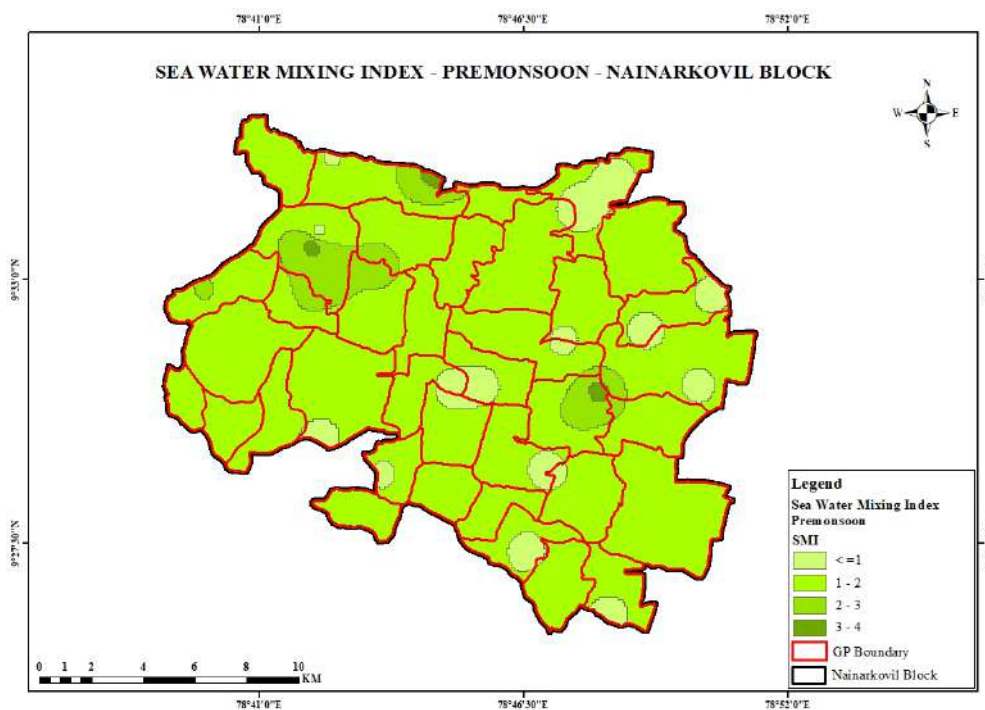 78°41'0"E 78°46'30"E 78°52'0"E
SEA WATER MIXING INDEX - PREMONSOON - NAINARKOVIL BLOCK
N
W E
S
9°33'0"N
9°27'30"N
Legend
Sea Water Mixing Index
Premonsoon
SMI
<=1
1 - 2
2 - 3
3 - 4
GP Boundary
Nainarkovil Block
0 1 2 4 6 8 10
KM
78°41'0"E 78°46'30"E 78°52'0"E